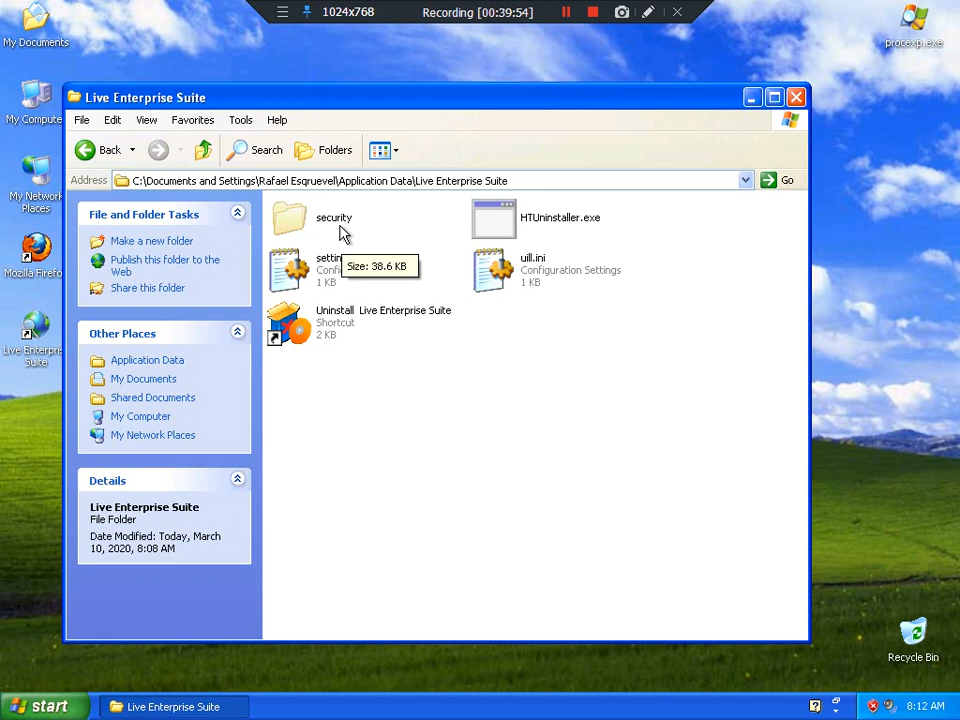 1024x768
Recording [00:39:54]
My Documents
procexp.exe
Live Enterprise Suite
File Edit View Favorites Tools Help
Back Search Folders
Address C:\Documents and Settings\Rafael Esqruevel\Application Data\Live Enterprise Suite Go
My Compute
My Network
Places
Mozilla Firefo
Live Enterpris
Suite
File and Folder Tasks
Make a new folder
Publish this folder to the
Web
Share this folder
Other Places
Application Data
My Documents
Shared Documents
My Computer
My Network Places
Details
Live Enterprise Suite
File Folder
Date Modified: Today, March
10, 2020, 8:08 AM
security
HTUninstaller.exe
settin
Confi
1 KB
Size: 38.6 KB
uill.ini
Configuration Settings
1 KB
Uninstall Live Enterprise Suite
Shortcut
2 KB
Recycle Bin
start
Live Enterprise Suite
8:12 AM